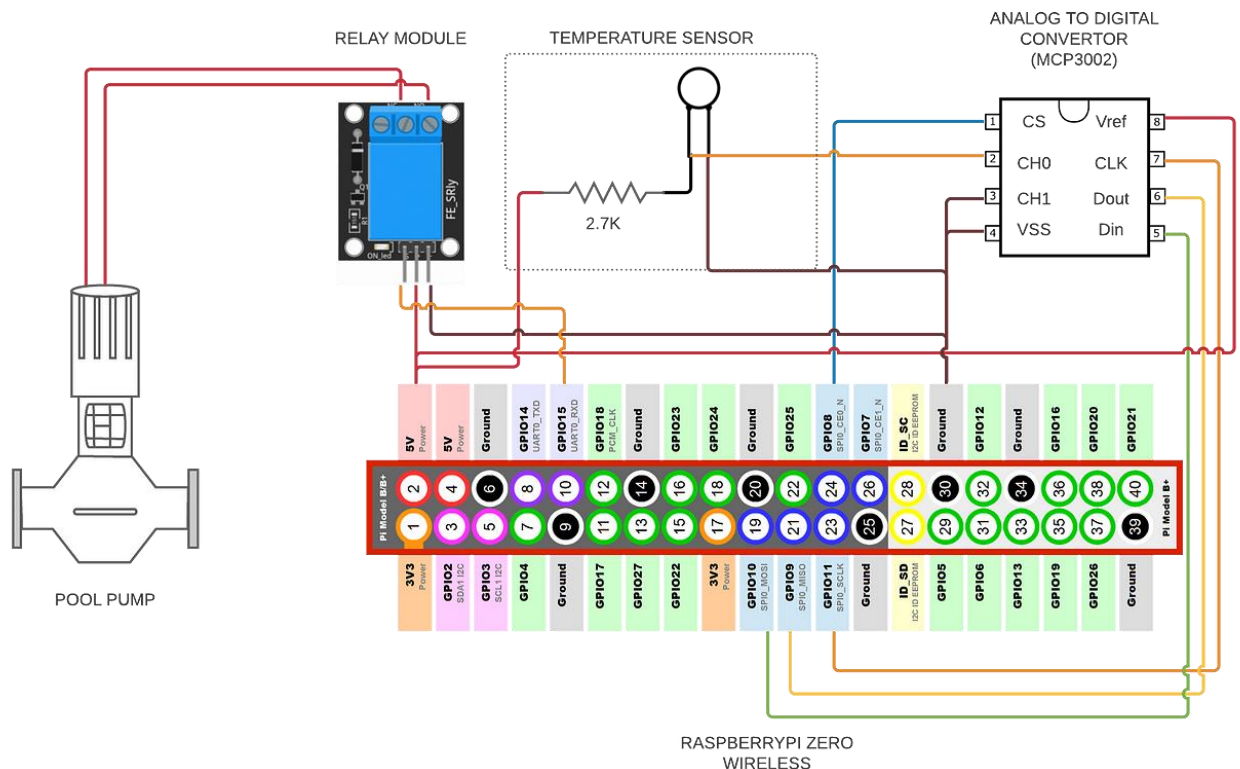 RELAY MODULE
TEMPERATURE SENSOR
ANALOG TO DIGITAL
CONVERTOR
(MCP3002)
FE_SRly
R1
ON_led
2.7K
1 CS Vref 8
2 CH0 CLK 7
3 CH1 Dout 6
4 VSS Din 5
POOL PUMP
5V Power
5V Power
Ground
GPIO14 UART0_TXD
GPIO15 UART0_RXD
GPIO18 PCM_CLK
Ground
GPIO23
GPIO24
Ground
GPIO25
GPIO8 SPI0_CE0_N
GPIO7 SPI0_CE1_N
ID_SC I2C ID EEPROM
Ground
GPIO12
Ground
GPIO16
GPIO20
GPIO21
Pi Model B/B+
2 4 6 8 10 12 14 16 18 20 22 24 26 28 30 32 34 36 38 40
1 3 5 7 9 11 13 15 17 19 21 23 25 27 29 31 33 35 37 39
Pi Model B+
3V3 Power
GPIO2 SDA1 I2C
GPIO3 SCL1 I2C
GPIO4
Ground
GPIO17
GPIO27
GPIO22
3V3 Power
GPIO10 SPI0_MOSI
GPIO9 SPI0_MISO
GPIO11 SPI0_SCLK
Ground
ID_SD I2C ID EEPROM
GPIO5
GPIO6
GPIO13
GPIO19
GPIO26
Ground
RASPBERRYPI ZERO
WIRELESS